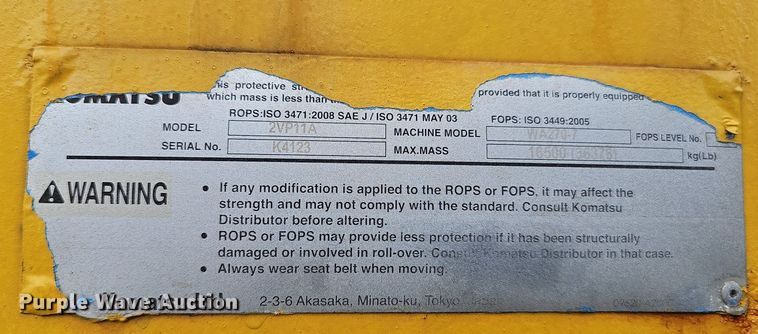 his protective
provided that it is properly equipped
KOMATSU
which mass is less than
ROPS:ISO 3471:2008 SAE J / ISO 3471 MAY 03
FOPS: ISO 3449:2005
MODEL 2VP11A MACHINE MODEL WA270-7 FOPS LEVEL No.
SERIAL No. K4123 MAX.MASS kg(Lb)
WARNING
• If any modification is applied to the ROPS or FOPS, it may affect the
strength and may not comply with the standard. Consult Komatsu
Distributor before altering.
• ROPS or FOPS may provide less protection if it has been structurally
damaged or involved in roll-over. Consult Komatsu Distributor in that case.
• Always wear seat belt when moving.
2-3-6 Akasaka, Minato-ku, Tokyo
Purple Wave Auction